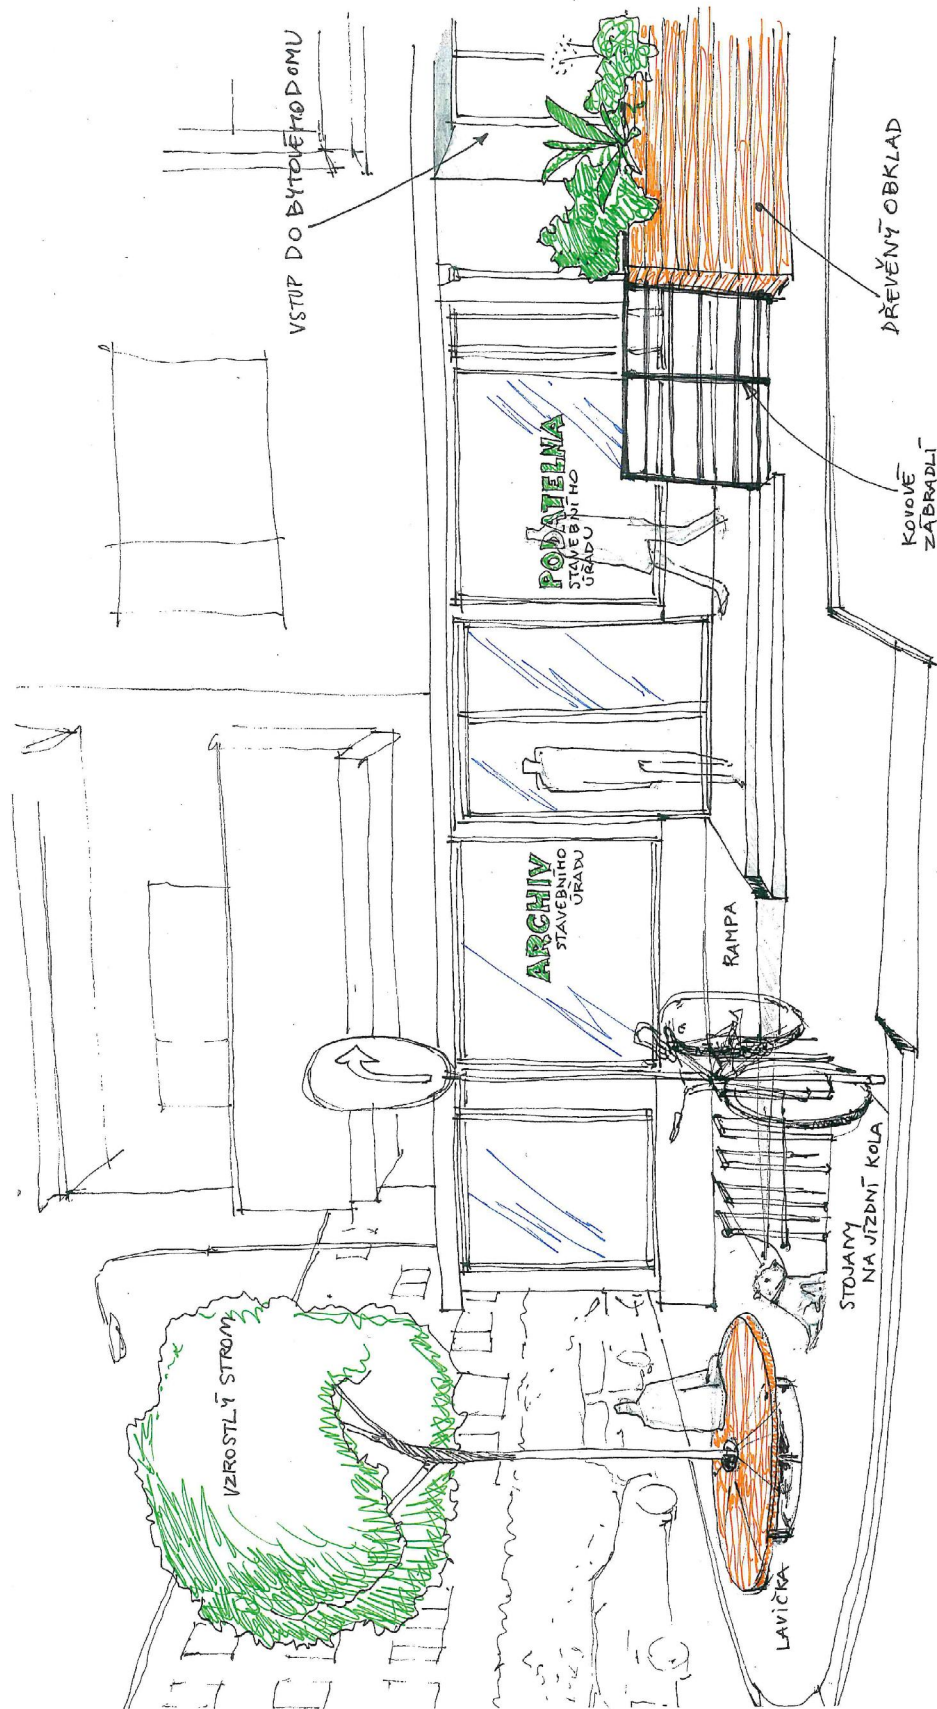 VZROSTLÝ STROM
VSTUP DO BYTOVÉHO DOMU
ARCHIV
STAVEBNÍHO
ÚŘADU
PODATELNA
STAVEBNÍHO
ÚŘADU
RAMPA
LAVIČKA
STOJANY
NA JÍZDNÍ KOLA
KOVOVÉ
ZÁBRADLÍ
DŘEVĚNÝ OBKLAD